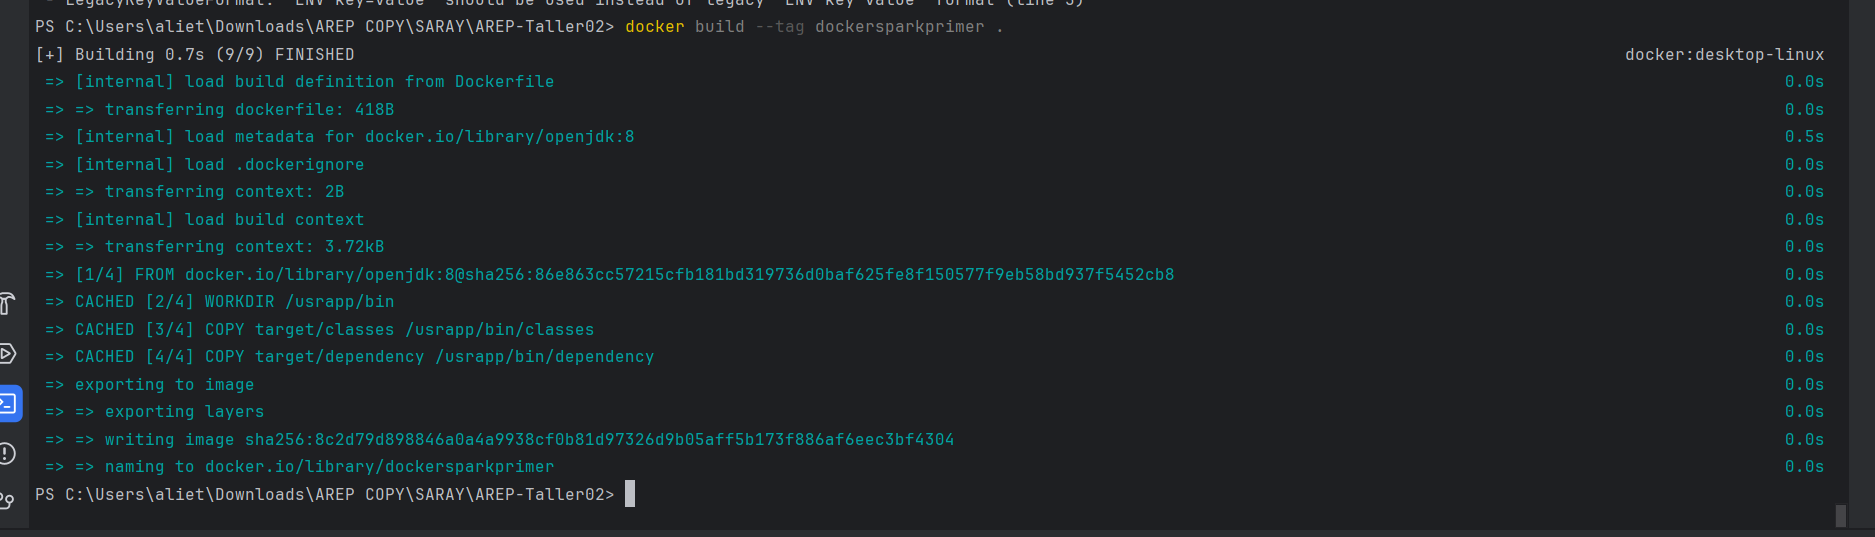 LegacyKeyValueFormat: "ENV key=value" should be used instead of legacy "ENV key value" format (line 3)
PS C:\Users\aliet\Downloads\AREP COPY\SARAY\AREP-Taller02> docker build --tag dockersparkprimer .
[+] Building 0.7s (9/9) FINISHED docker:desktop-linux
=> [internal] load build definition from Dockerfile 0.0s
=> => transferring dockerfile: 418B 0.0s
=> [internal] load metadata for docker.io/library/openjdk:8 0.5s
=> [internal] load .dockerignore 0.0s
=> => transferring context: 2B 0.0s
=> [internal] load build context 0.0s
=> => transferring context: 3.72kB 0.0s
=> [1/4] FROM docker.io/library/openjdk:8@sha256:86e863cc57215cfb181bd319736d0baf625fe8f150577f9eb58bd937f5452cb8 0.0s
=> CACHED [2/4] WORKDIR /usrapp/bin 0.0s
=> CACHED [3/4] COPY target/classes /usrapp/bin/classes 0.0s
=> CACHED [4/4] COPY target/dependency /usrapp/bin/dependency 0.0s
=> exporting to image 0.0s
=> => exporting layers 0.0s
=> => writing image sha256:8c2d79d898846a0a4a9938cf0b81d97326d9b05aff5b173f886af6eec3bf4304 0.0s
=> => naming to docker.io/library/dockersparkprimer 0.0s
PS C:\Users\aliet\Downloads\AREP COPY\SARAY\AREP-Taller02>